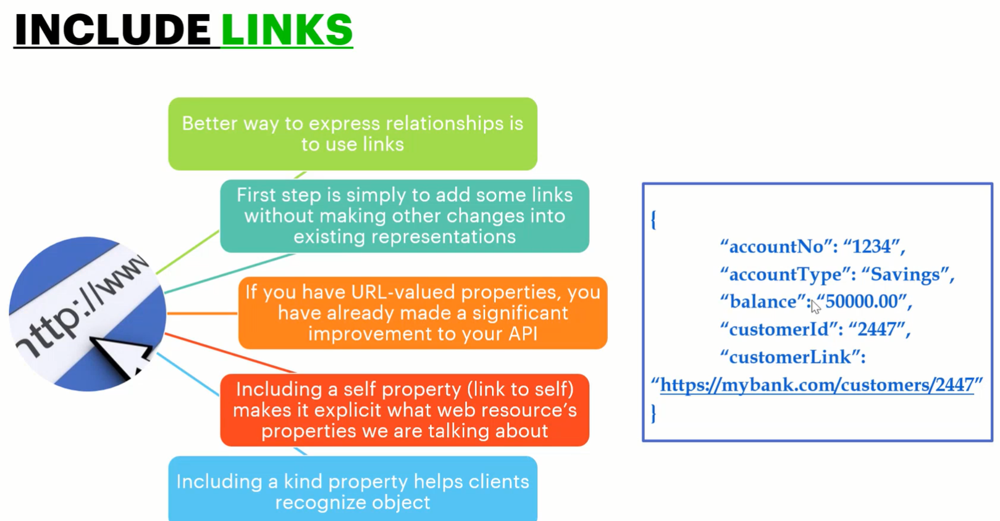 INCLUDE LINKS
Better way to express relationships is
to use links
First step is simply to add some links
without making other changes into
existing representations
If you have URL-valued properties, you
have already made a significant
improvement to your API
Including a self property (link to self)
makes it explicit what web resource’s
properties we are talking about
Including a kind property helps clients
recognize object
http://www
{
“accountNo”: “1234”,
“accountType”: “Savings”,
“balance”: “50000.00”,
“customerId”: “2447”,
“customerLink”:
“https://mybank.com/customers/2447”
}